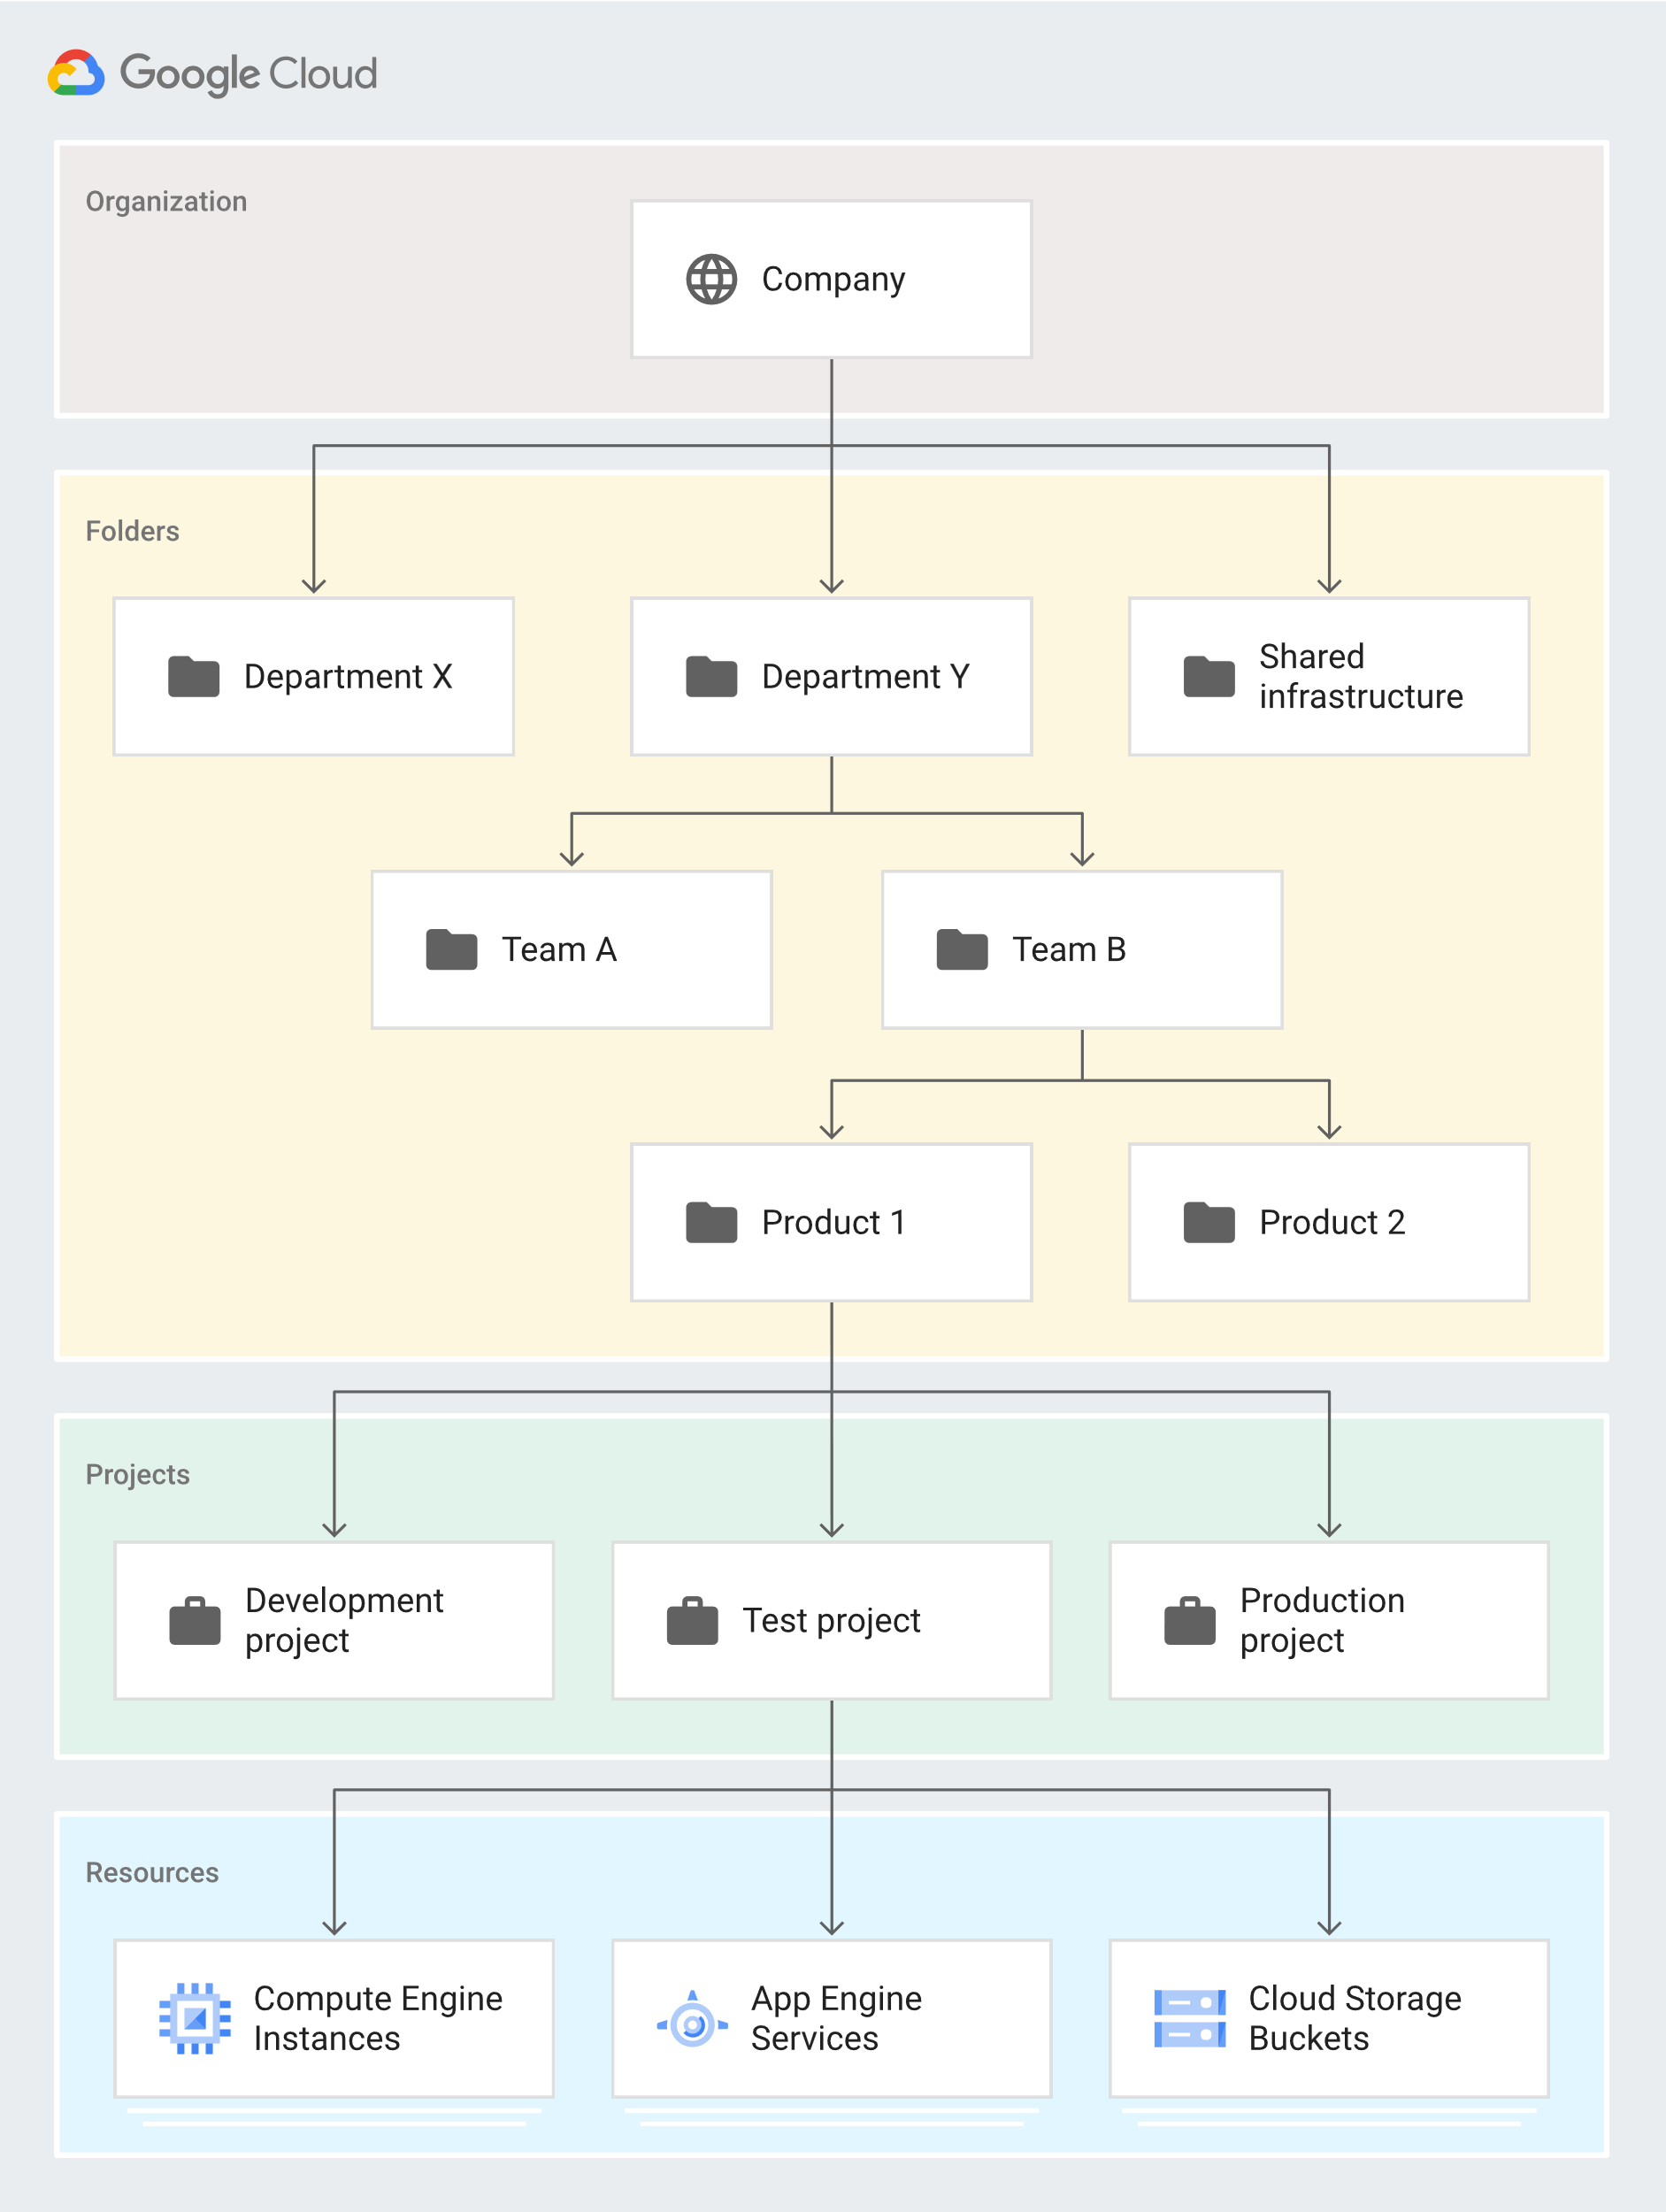 Google Cloud
Organization
Company
Folders
Department X
Department Y
Shared
infrastructure
Team A
Team B
Product 1
Product 2
Projects
Development
project
Test project
Production
project
Resources
Compute Engine
Instances
App Engine
Services
Cloud Storage
Buckets